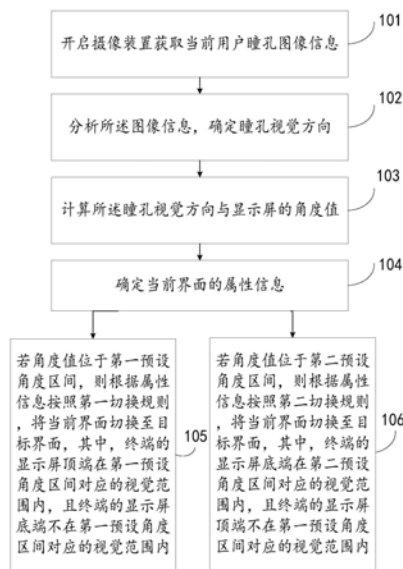 开启摄像装置获取当前用户瞳孔图像信息
101
分析所述图像信息，确定瞳孔视觉方向
102
计算所述瞳孔视觉方向与显示屏的角度值
103
确定当前界面的属性信息
104
若角度值位于第一预设
角度区间，则根据属性
信息按照第一切换规则
，将当前界面切换至目
标界面，其中，终端的
显示屏顶端在第一预设
角度区间对应的视觉范
围内，且终端的显示屏
底端不在第一预设角度
区间对应的视觉范围内
105
若角度值位于第二预设
角度区间，则根据属性
信息按照第二切换规则
，将当前界面切换至目
标界面，其中，终端的
显示屏底端在第二预设
角度区间对应的视觉范
围内，且终端的显示屏
顶端不在第一预设角度
区间对应的视觉范围内
106